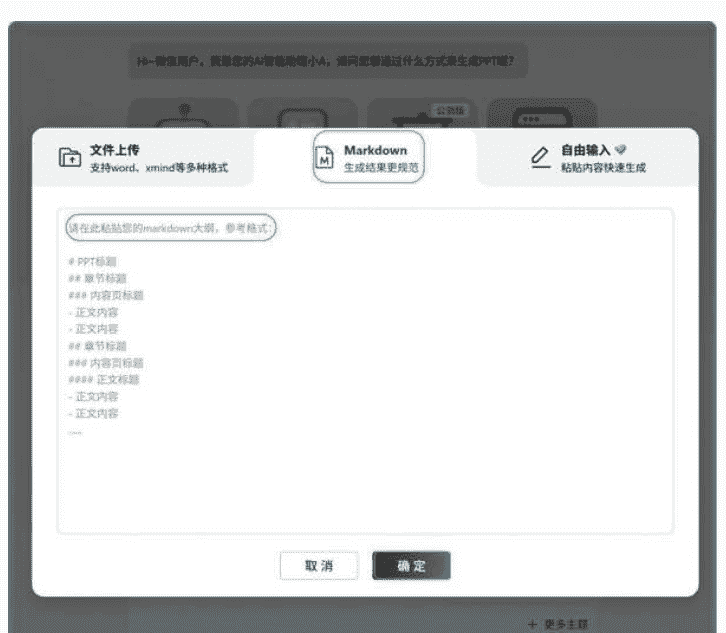 Hi~微信用户，我是您的AI智能助理小A，请问您想通过什么方式来生成PPT呢？
公测版
文件上传
支持word、xmind等多种格式
Markdown
生成结果更规范
自由输入
粘贴内容快速生成
请在此粘贴您的markdown大纲，参考格式：
# PPT标题
## 章节标题
### 内容页标题
- 正文内容
- 正文内容
## 章节标题
### 内容页标题
#### 正文标题
- 正文内容
- 正文内容
......
取 消
确 定
+ 更多主题